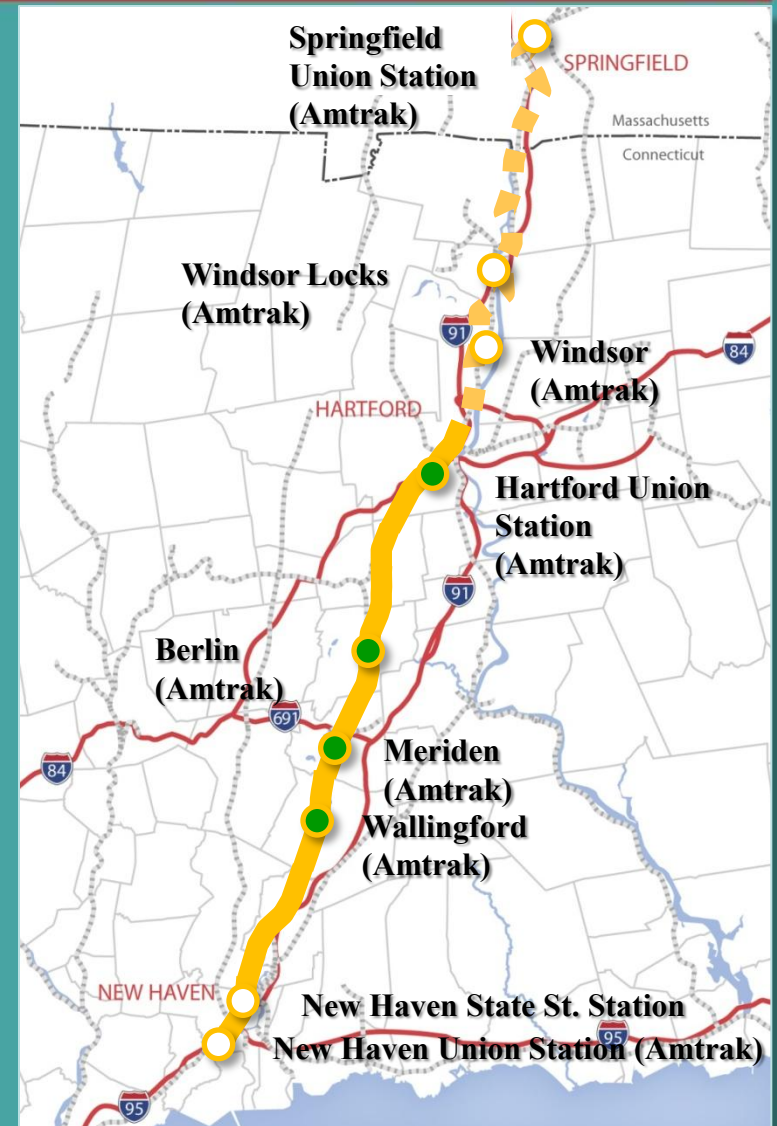 Springfield
Union Station
(Amtrak)
SPRINGFIELD
Massachusetts
Connecticut
Windsor Locks
(Amtrak)
91
Windsor
(Amtrak)
84
HARTFORD
Hartford Union
Station
(Amtrak)
91
Berlin
(Amtrak)
691
Meriden
(Amtrak)
84
Wallingford
(Amtrak)
NEW HAVEN
New Haven State St. Station
95
New Haven Union Station (Amtrak)
95